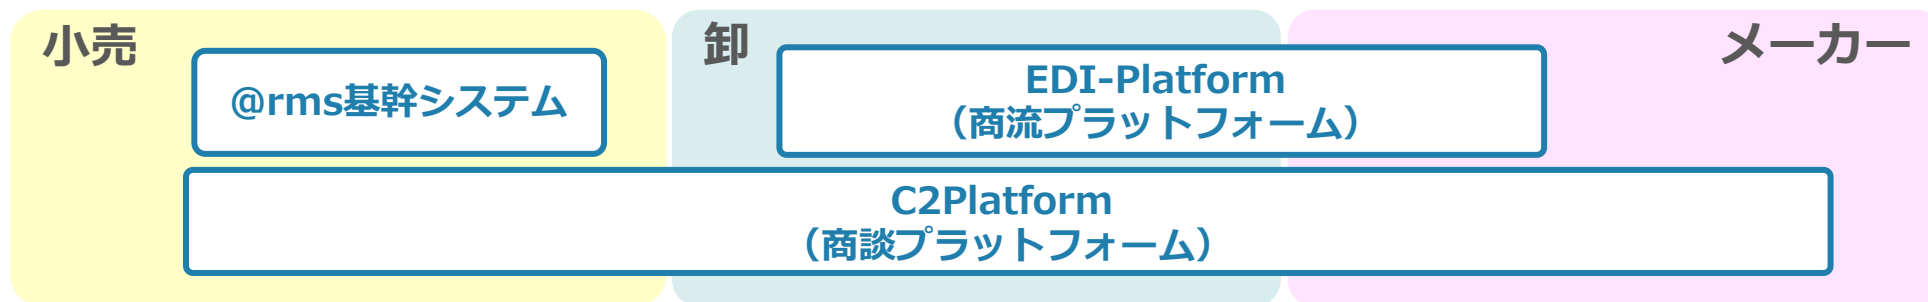 小売
卸
メーカー
@rms基幹システム
EDI-Platform
（商流プラットフォーム）
C2Platform
（商談プラットフォーム）